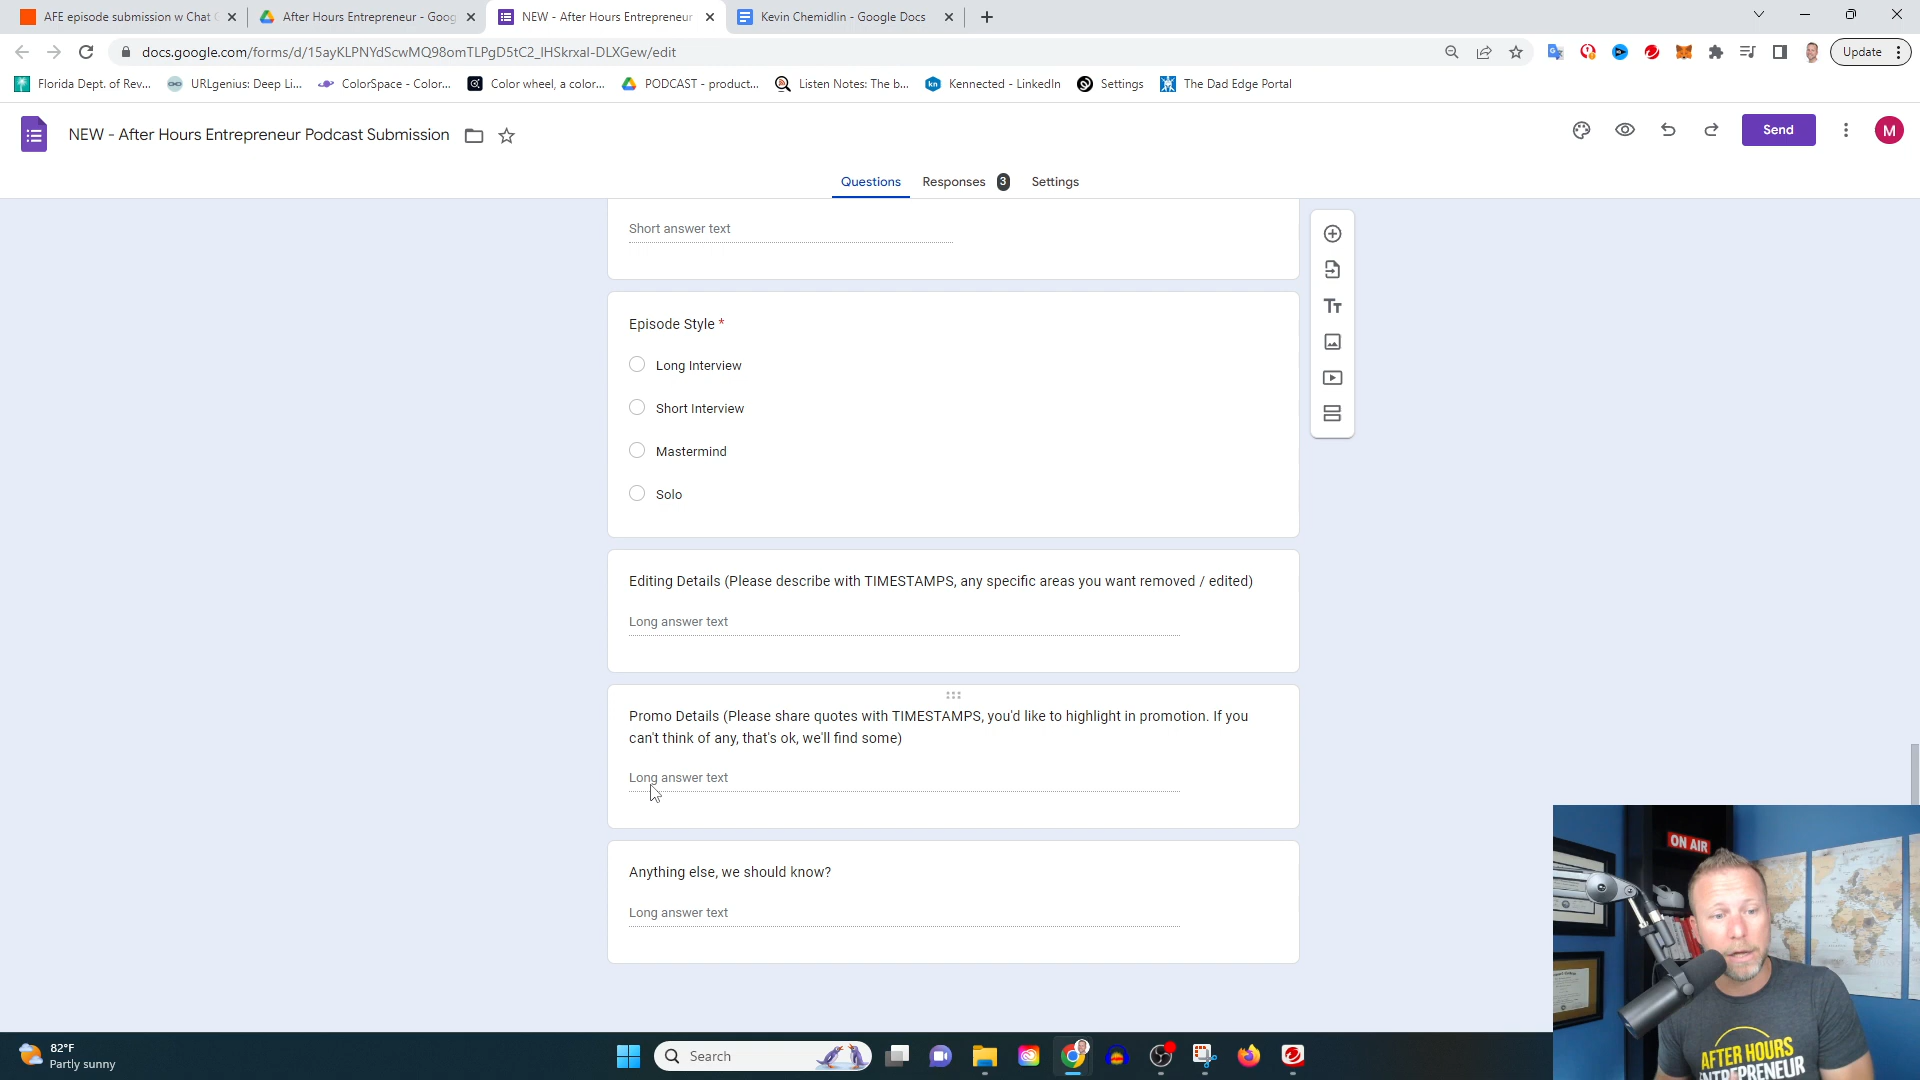 AFE episode submission w Chat
After Hours Entrepreneur - Goog
NEW - After Hours Entrepreneur
Kevin Chemidlin - Google Docs
docs.google.com/forms/d/15ayKLPNYdScwMQ98omTLPgD5tC2_IHSkrxal-DLXGew/edit
Update
Florida Dept. of Rev...
URLgenius: Deep Li...
ColorSpace - Color...
Color wheel, a color...
PODCAST - product...
Listen Notes: The b...
kn
Kennected - LinkedIn
Settings
The Dad Edge Portal
NEW - After Hours Entrepreneur Podcast Submission
Send
M
Questions
Responses 3
Settings
Short answer text
Episode Style *
Long Interview
Short Interview
Mastermind
Solo
Editing Details (Please describe with TIMESTAMPS, any specific areas you want removed / edited)
Long answer text
Promo Details (Please share quotes with TIMESTAMPS, you'd like to highlight in promotion. If you
can't think of any, that's ok, we'll find some)
Long answer text
Anything else, we should know?
Long answer text
ON AIR
AFTER HOURS
ENTREPRENEUR
82°F
Partly sunny
Search